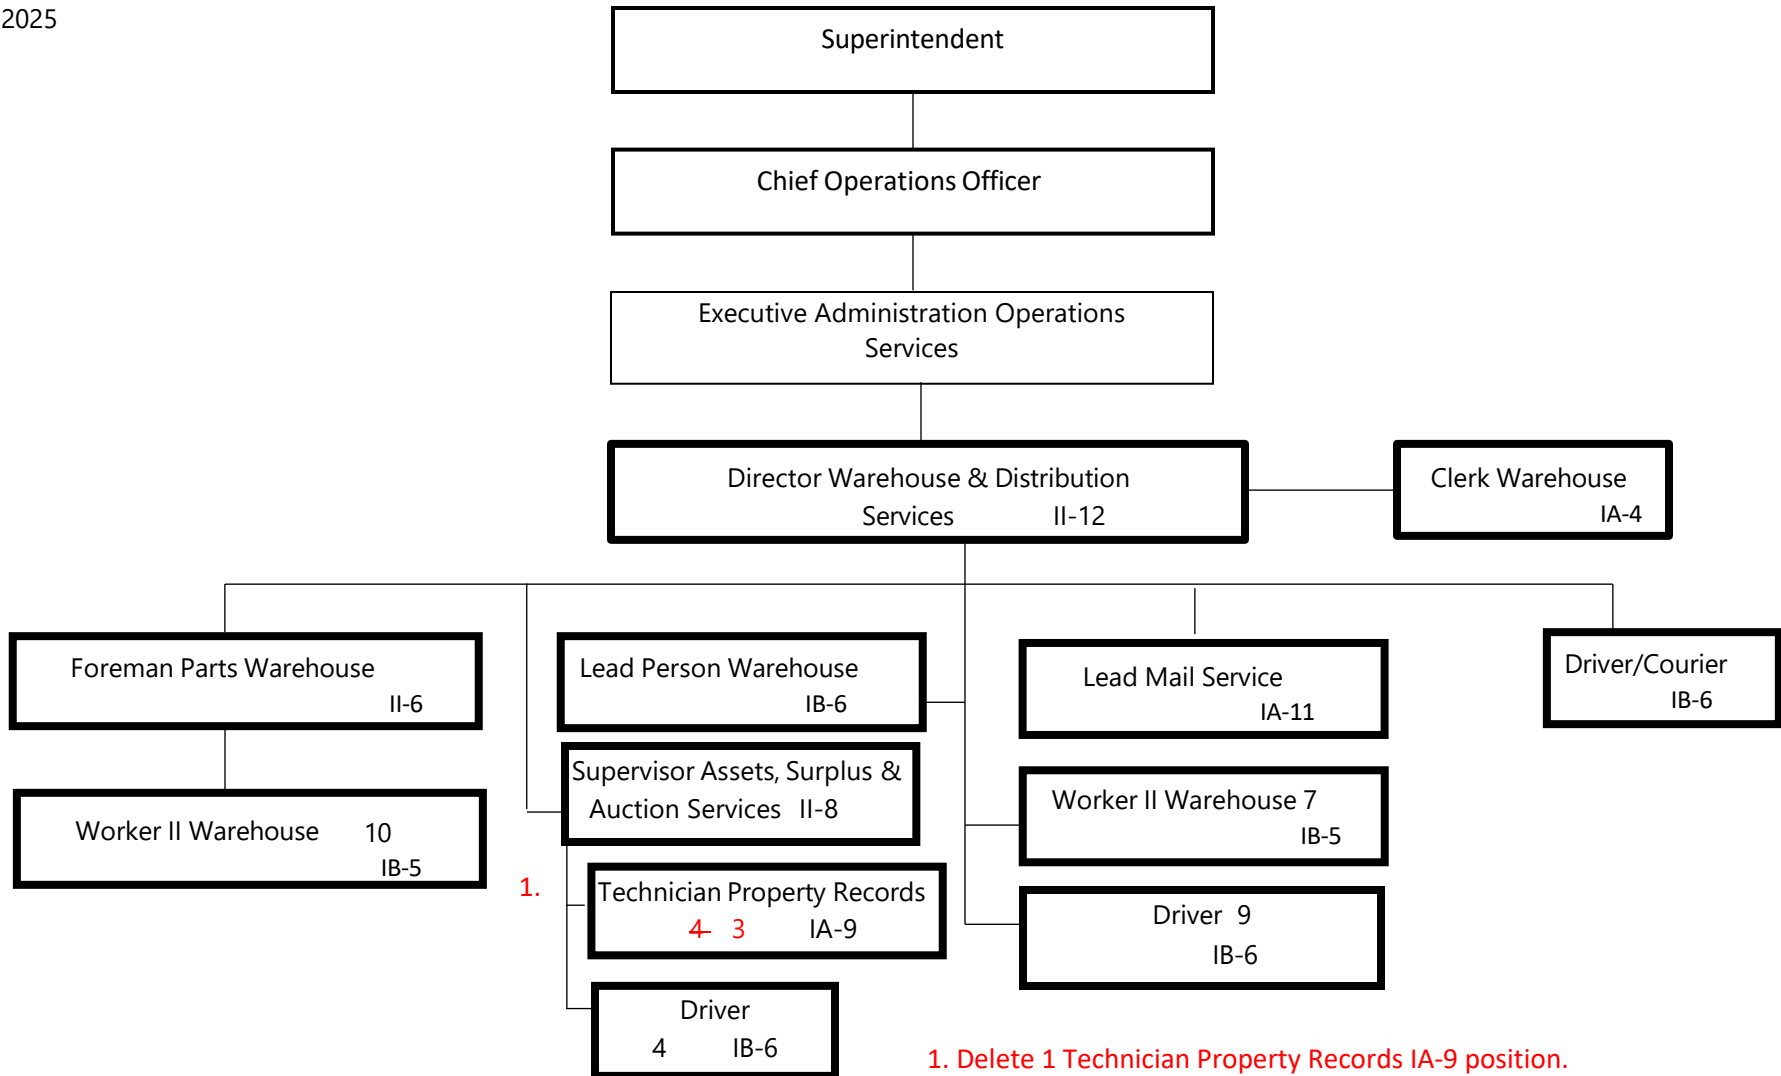 2025
Superintendent
Chief Operations Officer
Executive Administration Operations
Services
Director Warehouse & Distribution
Services II-12
Clerk Warehouse
IA-4
Foreman Parts Warehouse
II-6
Lead Person Warehouse
IB-6
Lead Mail Service
IA-11
Driver/Courier
IB-6
Supervisor Assets, Surplus &
Auction Services II-8
Worker II Warehouse 10
IB-5
Worker II Warehouse 7
IB-5
1.
Technician Property Records
4 3 IA-9
Driver 9
IB-6
Driver
4 IB-6
1. Delete 1 Technician Property Records IA-9 position.